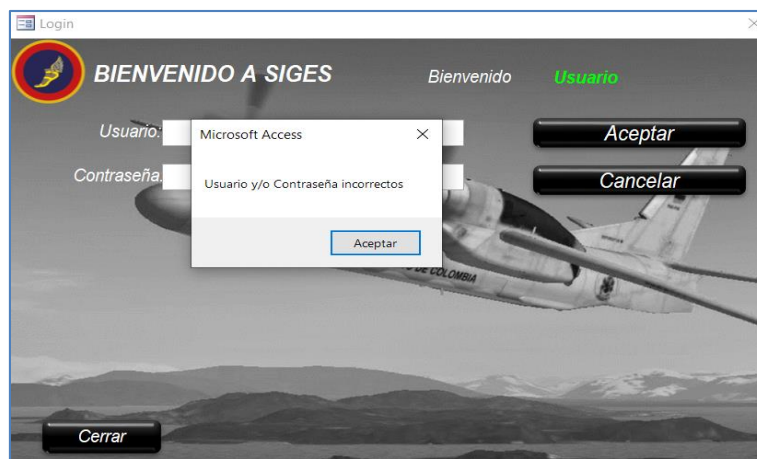 Login
BIENVENIDO A SIGES
Bienvenido
Usuario
Usuario:
Microsoft Access
Aceptar
Contraseña:
Usuario y/o Contraseña incorrectos
Cancelar
Aceptar
DE COLOMBIA
Cerrar